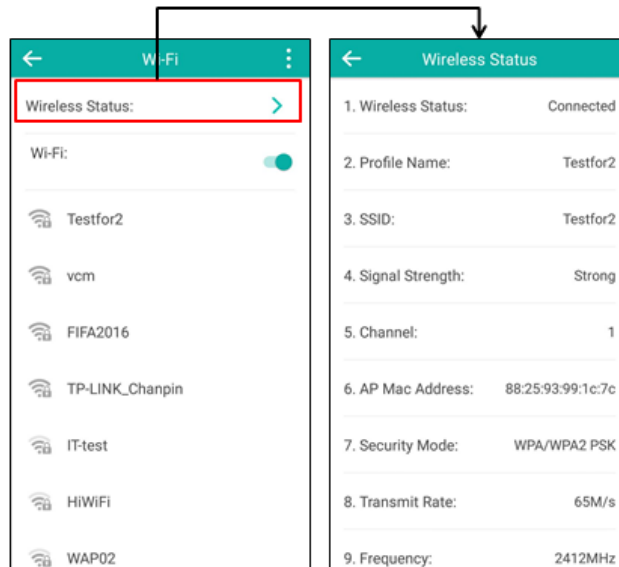 Wi-Fi
Wireless Status:
Wi-Fi:
Testfor2
vcm
FIFA2016
TP-LINK_Chanpin
IT-test
HiWiFi
WAP02
Wireless Status
1. Wireless Status: Connected
2. Profile Name: Testfor2
3. SSID: Testfor2
4. Signal Strength: Strong
5. Channel: 1
6. AP Mac Address: 88:25:93:99:1c:7c
7. Security Mode: WPA/WPA2 PSK
8. Transmit Rate: 65M/s
9. Frequency: 2412MHz